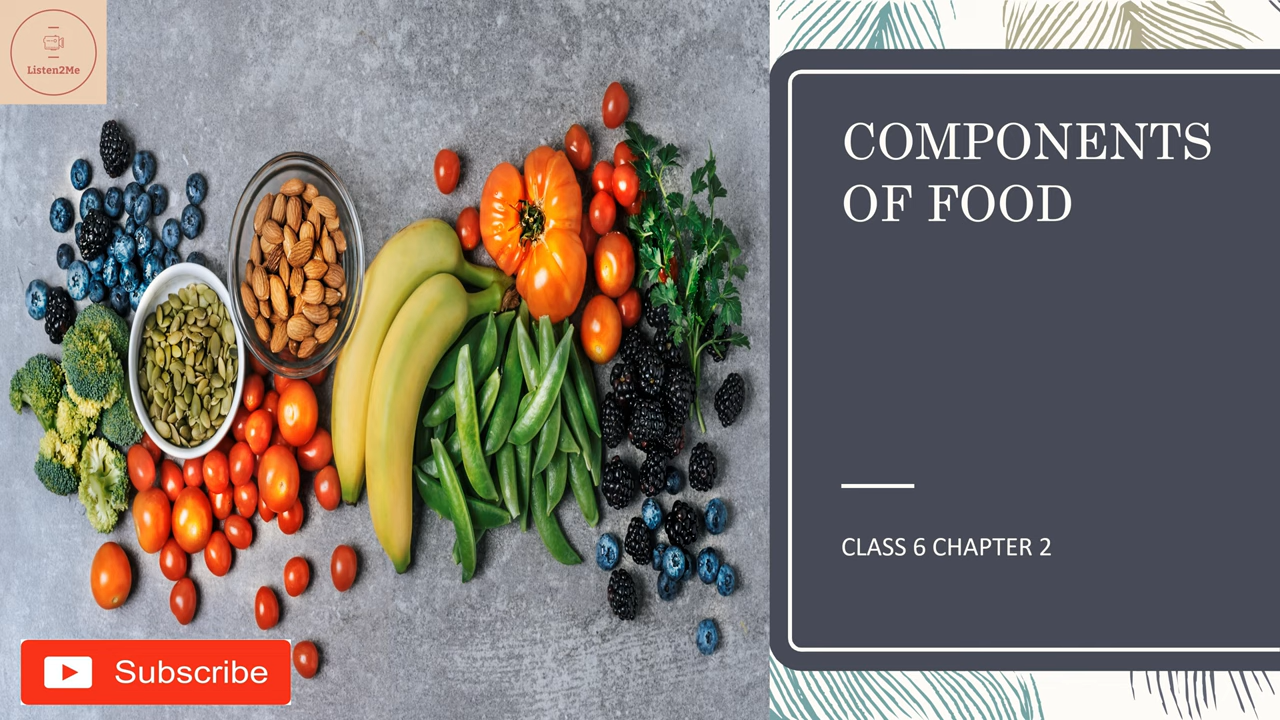 Listen2Me
COMPONENTS
OF FOOD
CLASS 6 CHAPTER 2
Subscribe